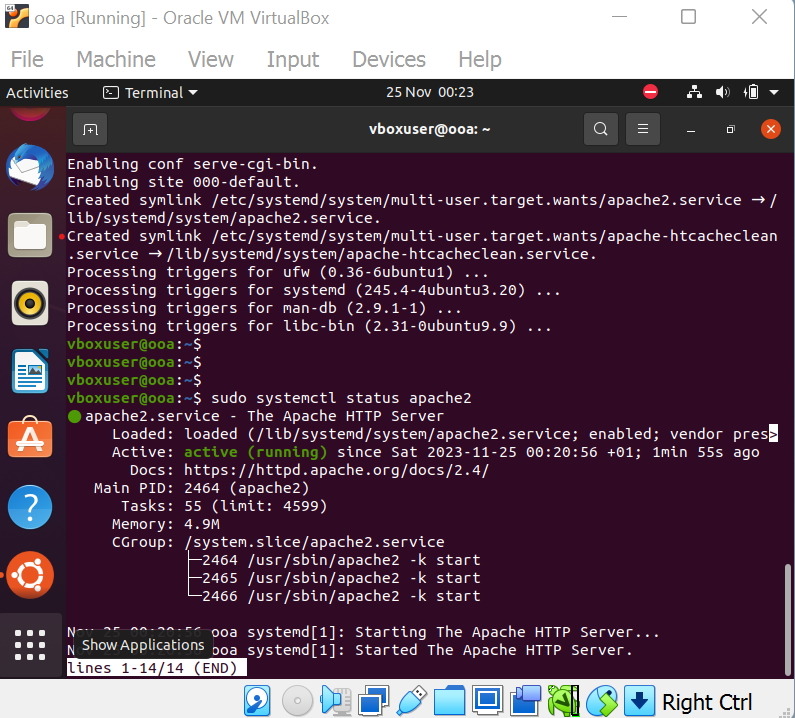 ooa [Running] - Oracle VM VirtualBox
File Machine View Input Devices Help
Activities Terminal 25 Nov 00:23
vboxuser@ooa: ~
Enabling conf serve-cgi-bin.
Enabling site 000-default.
Created symlink /etc/systemd/system/multi-user.target.wants/apache2.service → /
lib/systemd/system/apache2.service.
Created symlink /etc/systemd/system/multi-user.target.wants/apache-htcacheclean
.service → /lib/systemd/system/apache-htcacheclean.service.
Processing triggers for ufw (0.36-6ubuntu1) ...
Processing triggers for systemd (245.4-4ubuntu3.20) ...
Processing triggers for man-db (2.9.1-1) ...
Processing triggers for libc-bin (2.31-0ubuntu9.9) ...
vboxuser@ooa:~$
vboxuser@ooa:~$
vboxuser@ooa:~$
vboxuser@ooa:~$ sudo systemctl status apache2
● apache2.service - The Apache HTTP Server
Loaded: loaded (/lib/systemd/system/apache2.service; enabled; vendor pres>
Active: active (running) since Sat 2023-11-25 00:20:56 +01; 1min 55s ago
Docs: https://httpd.apache.org/docs/2.4/
Main PID: 2464 (apache2)
Tasks: 55 (limit: 4599)
Memory: 4.9M
CGroup: /system.slice/apache2.service
├─2464 /usr/sbin/apache2 -k start
├─2465 /usr/sbin/apache2 -k start
└─2466 /usr/sbin/apache2 -k start
ooa systemd[1]: Starting The Apache HTTP Server...
Show Applications
ooa systemd[1]: Started The Apache HTTP Server.
lines 1-14/14 (END)
Right Ctrl